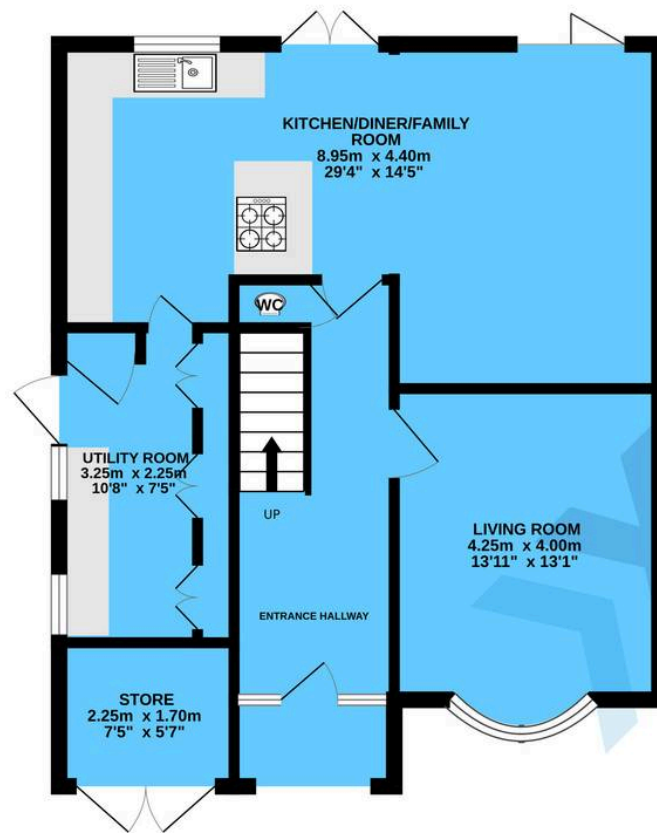 KITCHEN/DINER/FAMILY
ROOM
8.95m x 4.40m
29'4" x 14'5"
WC
UTILITY ROOM
3.25m x 2.25m
10'8" x 7'5"
UP
LIVING ROOM
4.25m x 4.00m
13'11" x 13'1"
ENTRANCE HALLWAY
STORE
2.25m x 1.70m
7'5" x 5'7"